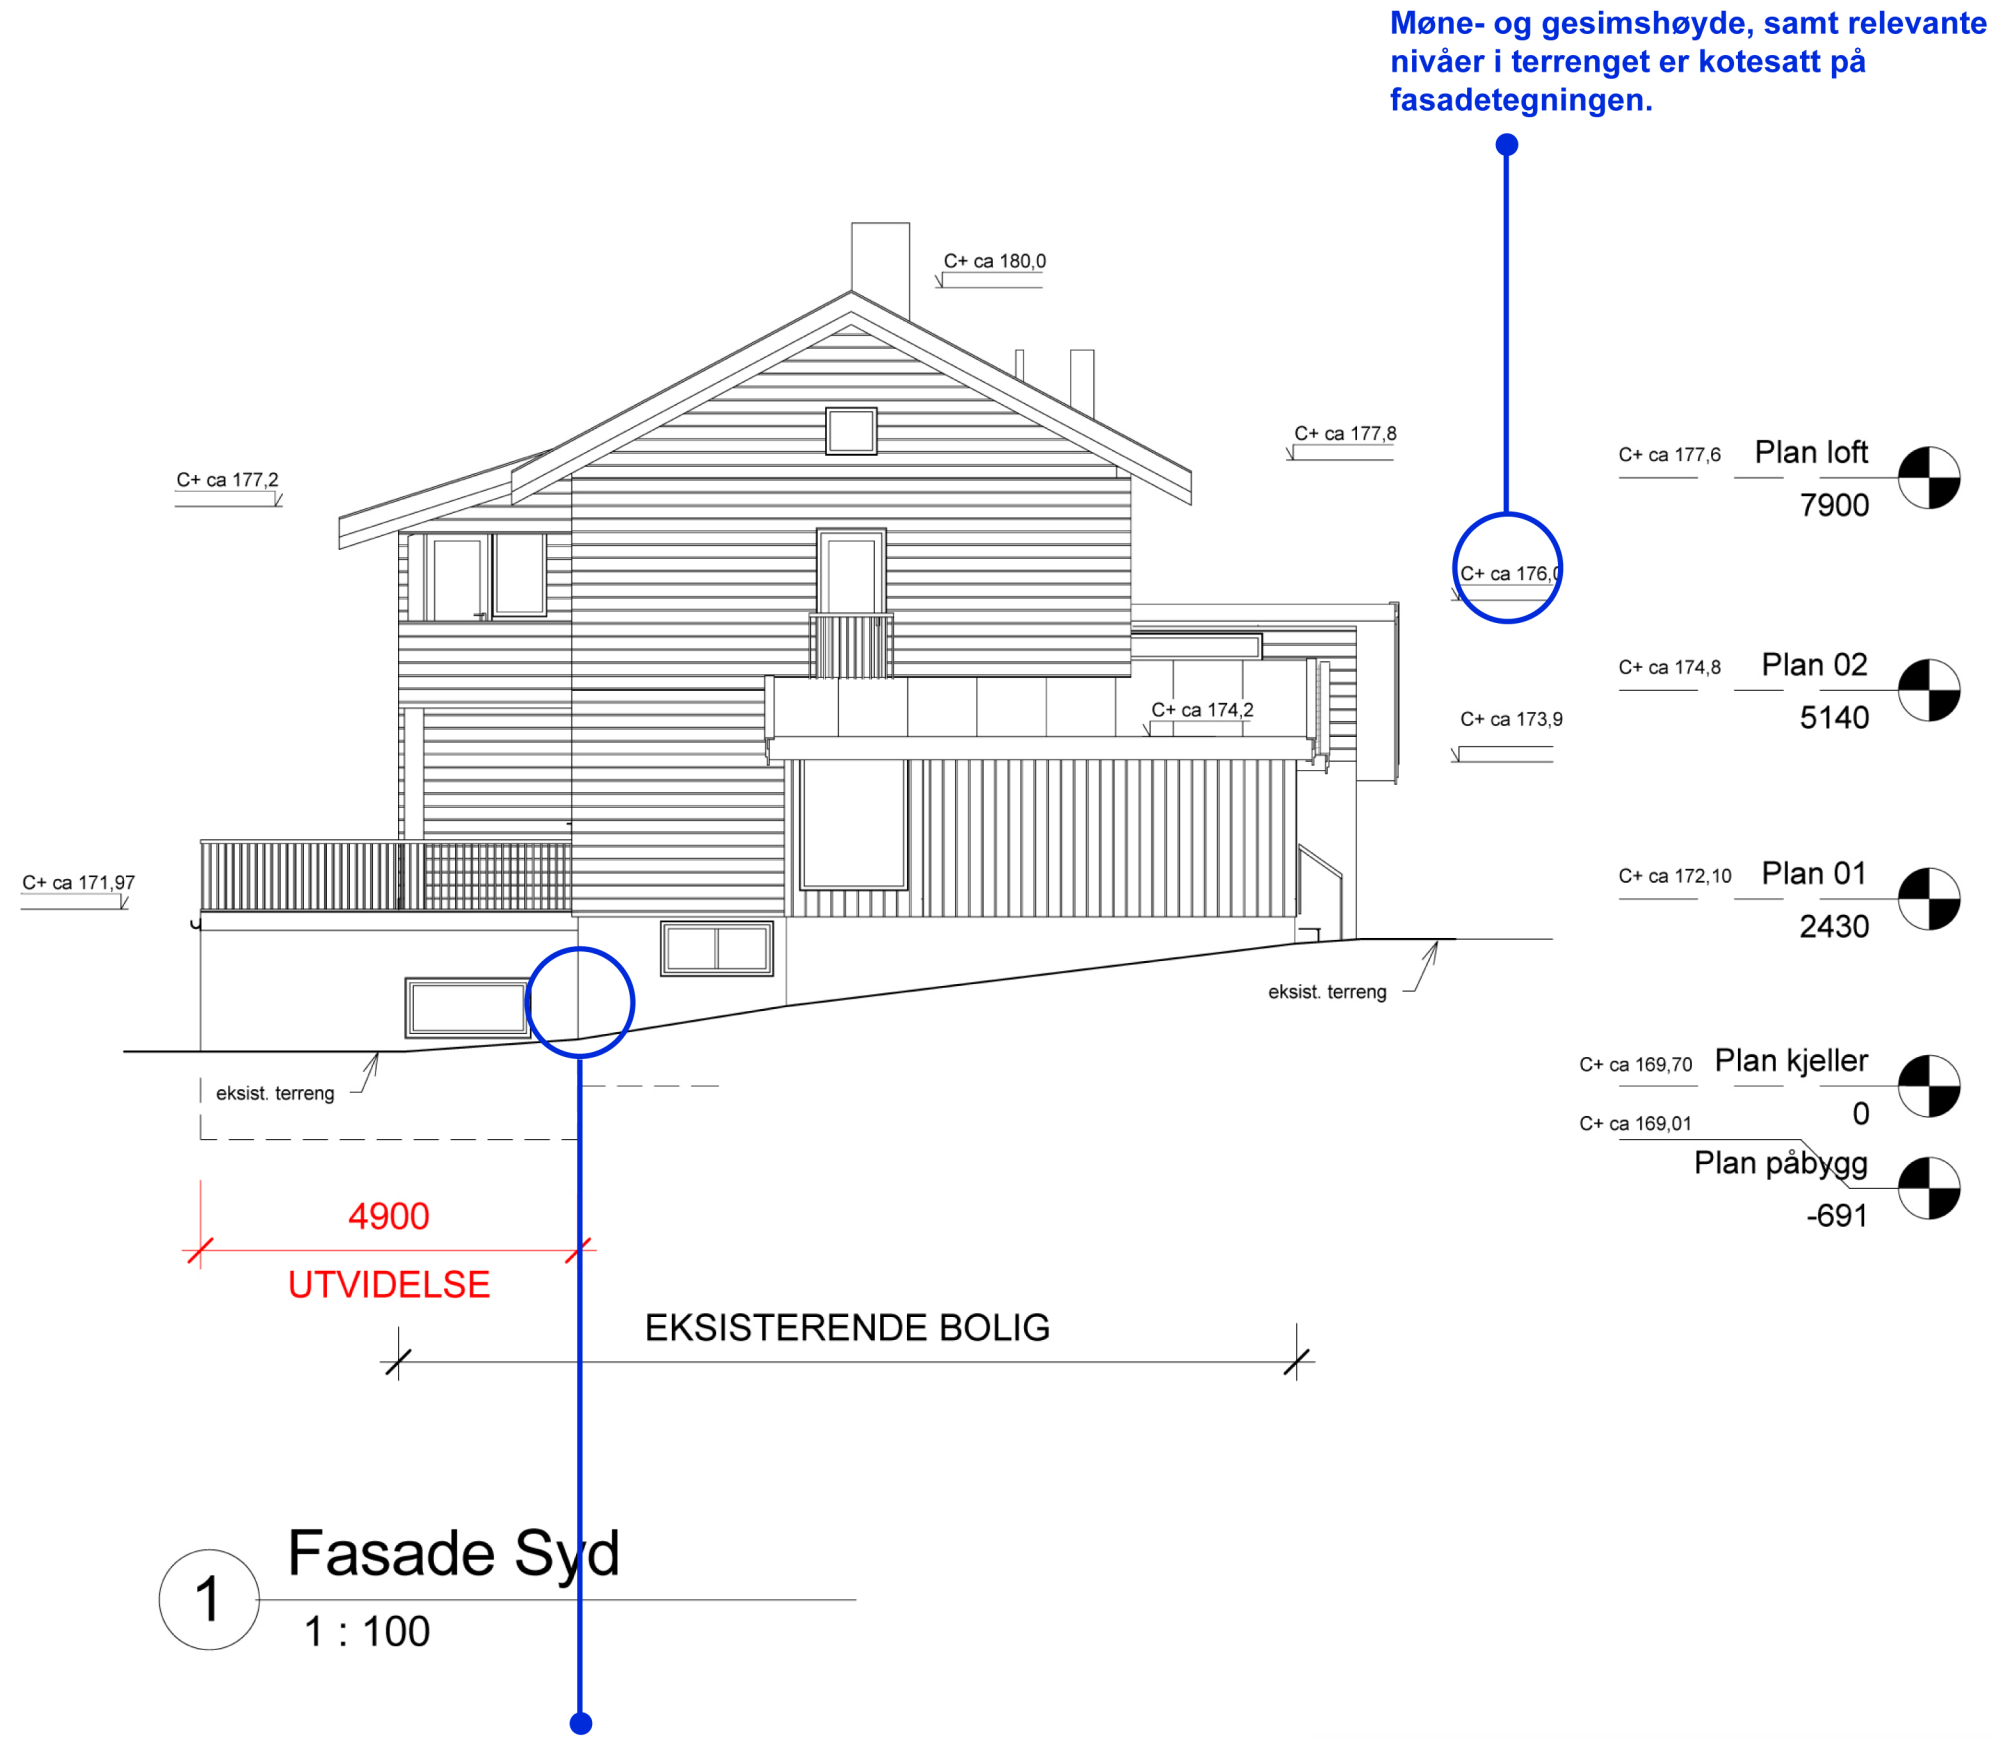 Møne- og gesimshøyde, samt relevante
nivåer i terrenget er kotesatt på
fasadetegningen.
C+ ca 180,0
C+ ca 177,8
C+ ca 177,6
Plan loft
7900
C+ ca 177,2
C+ ca 176,0
C+ ca 174,8
Plan 02
5140
C+ ca 174,2
C+ ca 173,9
C+ ca 171,97
C+ ca 172,10
Plan 01
2430
eksist. terreng
eksist. terreng
C+ ca 169,70
Plan kjeller
0
C+ ca 169,01
Plan påbygg
-691
4900
UTVIDELSE
EKSISTERENDE BOLIG
1
Fasade Syd
1 : 100